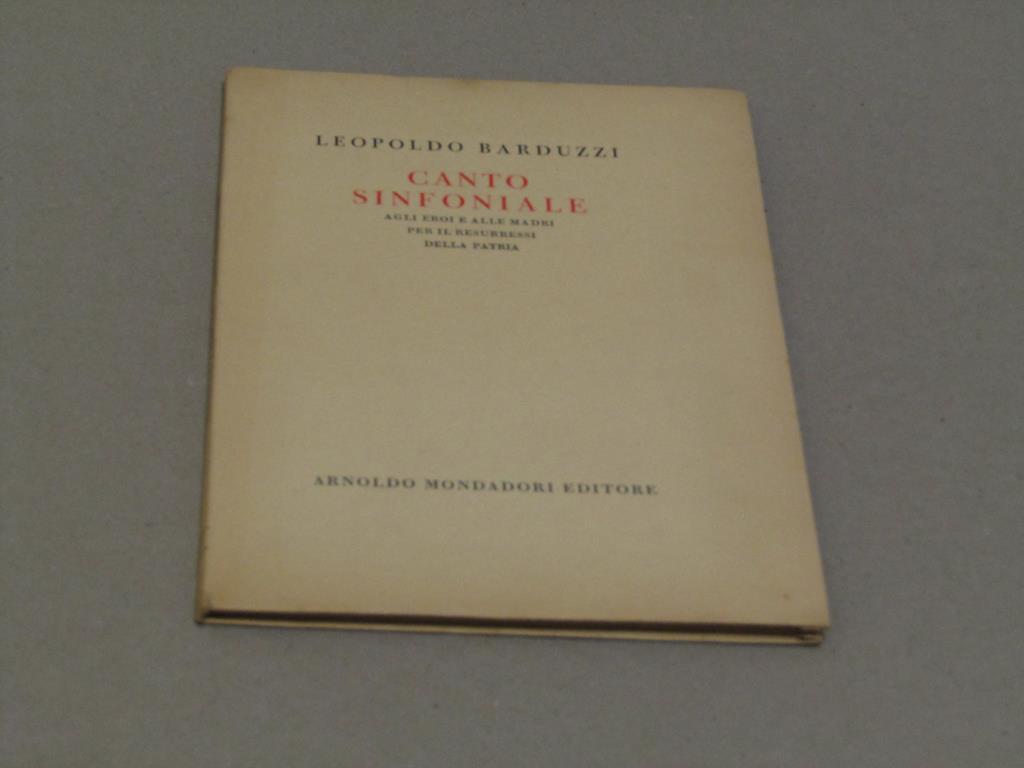 LEOPOLDO BARDUZZI
CANTO
SINFONIALE
AGLI EROI E ALLE MADRI
PER IL RESURRESSI
DELLA PATRIA
ARNOLDO MONDADORI EDITORE